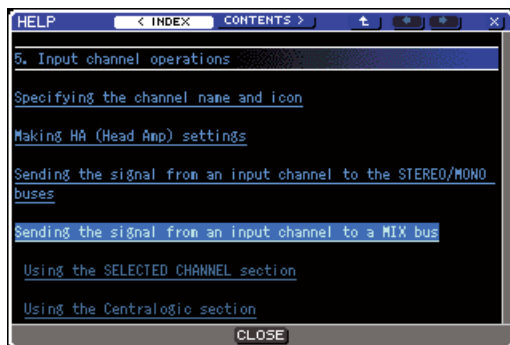 HELP < INDEX CONTENTS > X
5. Input channel operations
Specifying the channel name and icon
Making HA (Head Amp) settings
Sending the signal from an input channel to the STEREO/MONO
buses
Sending the signal from an input channel to a MIX bus
Using the SELECTED CHANNEL section
Using the Centralogic section
CLOSE